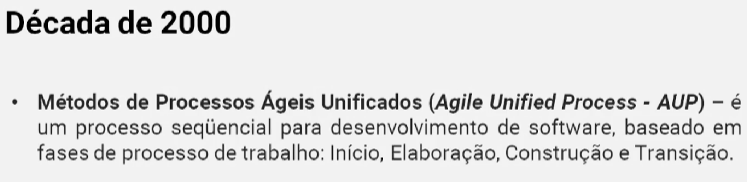 Década de 2000
• Métodos de Processos Ágeis Unificados (Agile Unified Process - AUP) – é
um processo seqüencial para desenvolvimento de software, baseado em
fases de processo de trabalho: Início, Elaboração, Construção e Transição.